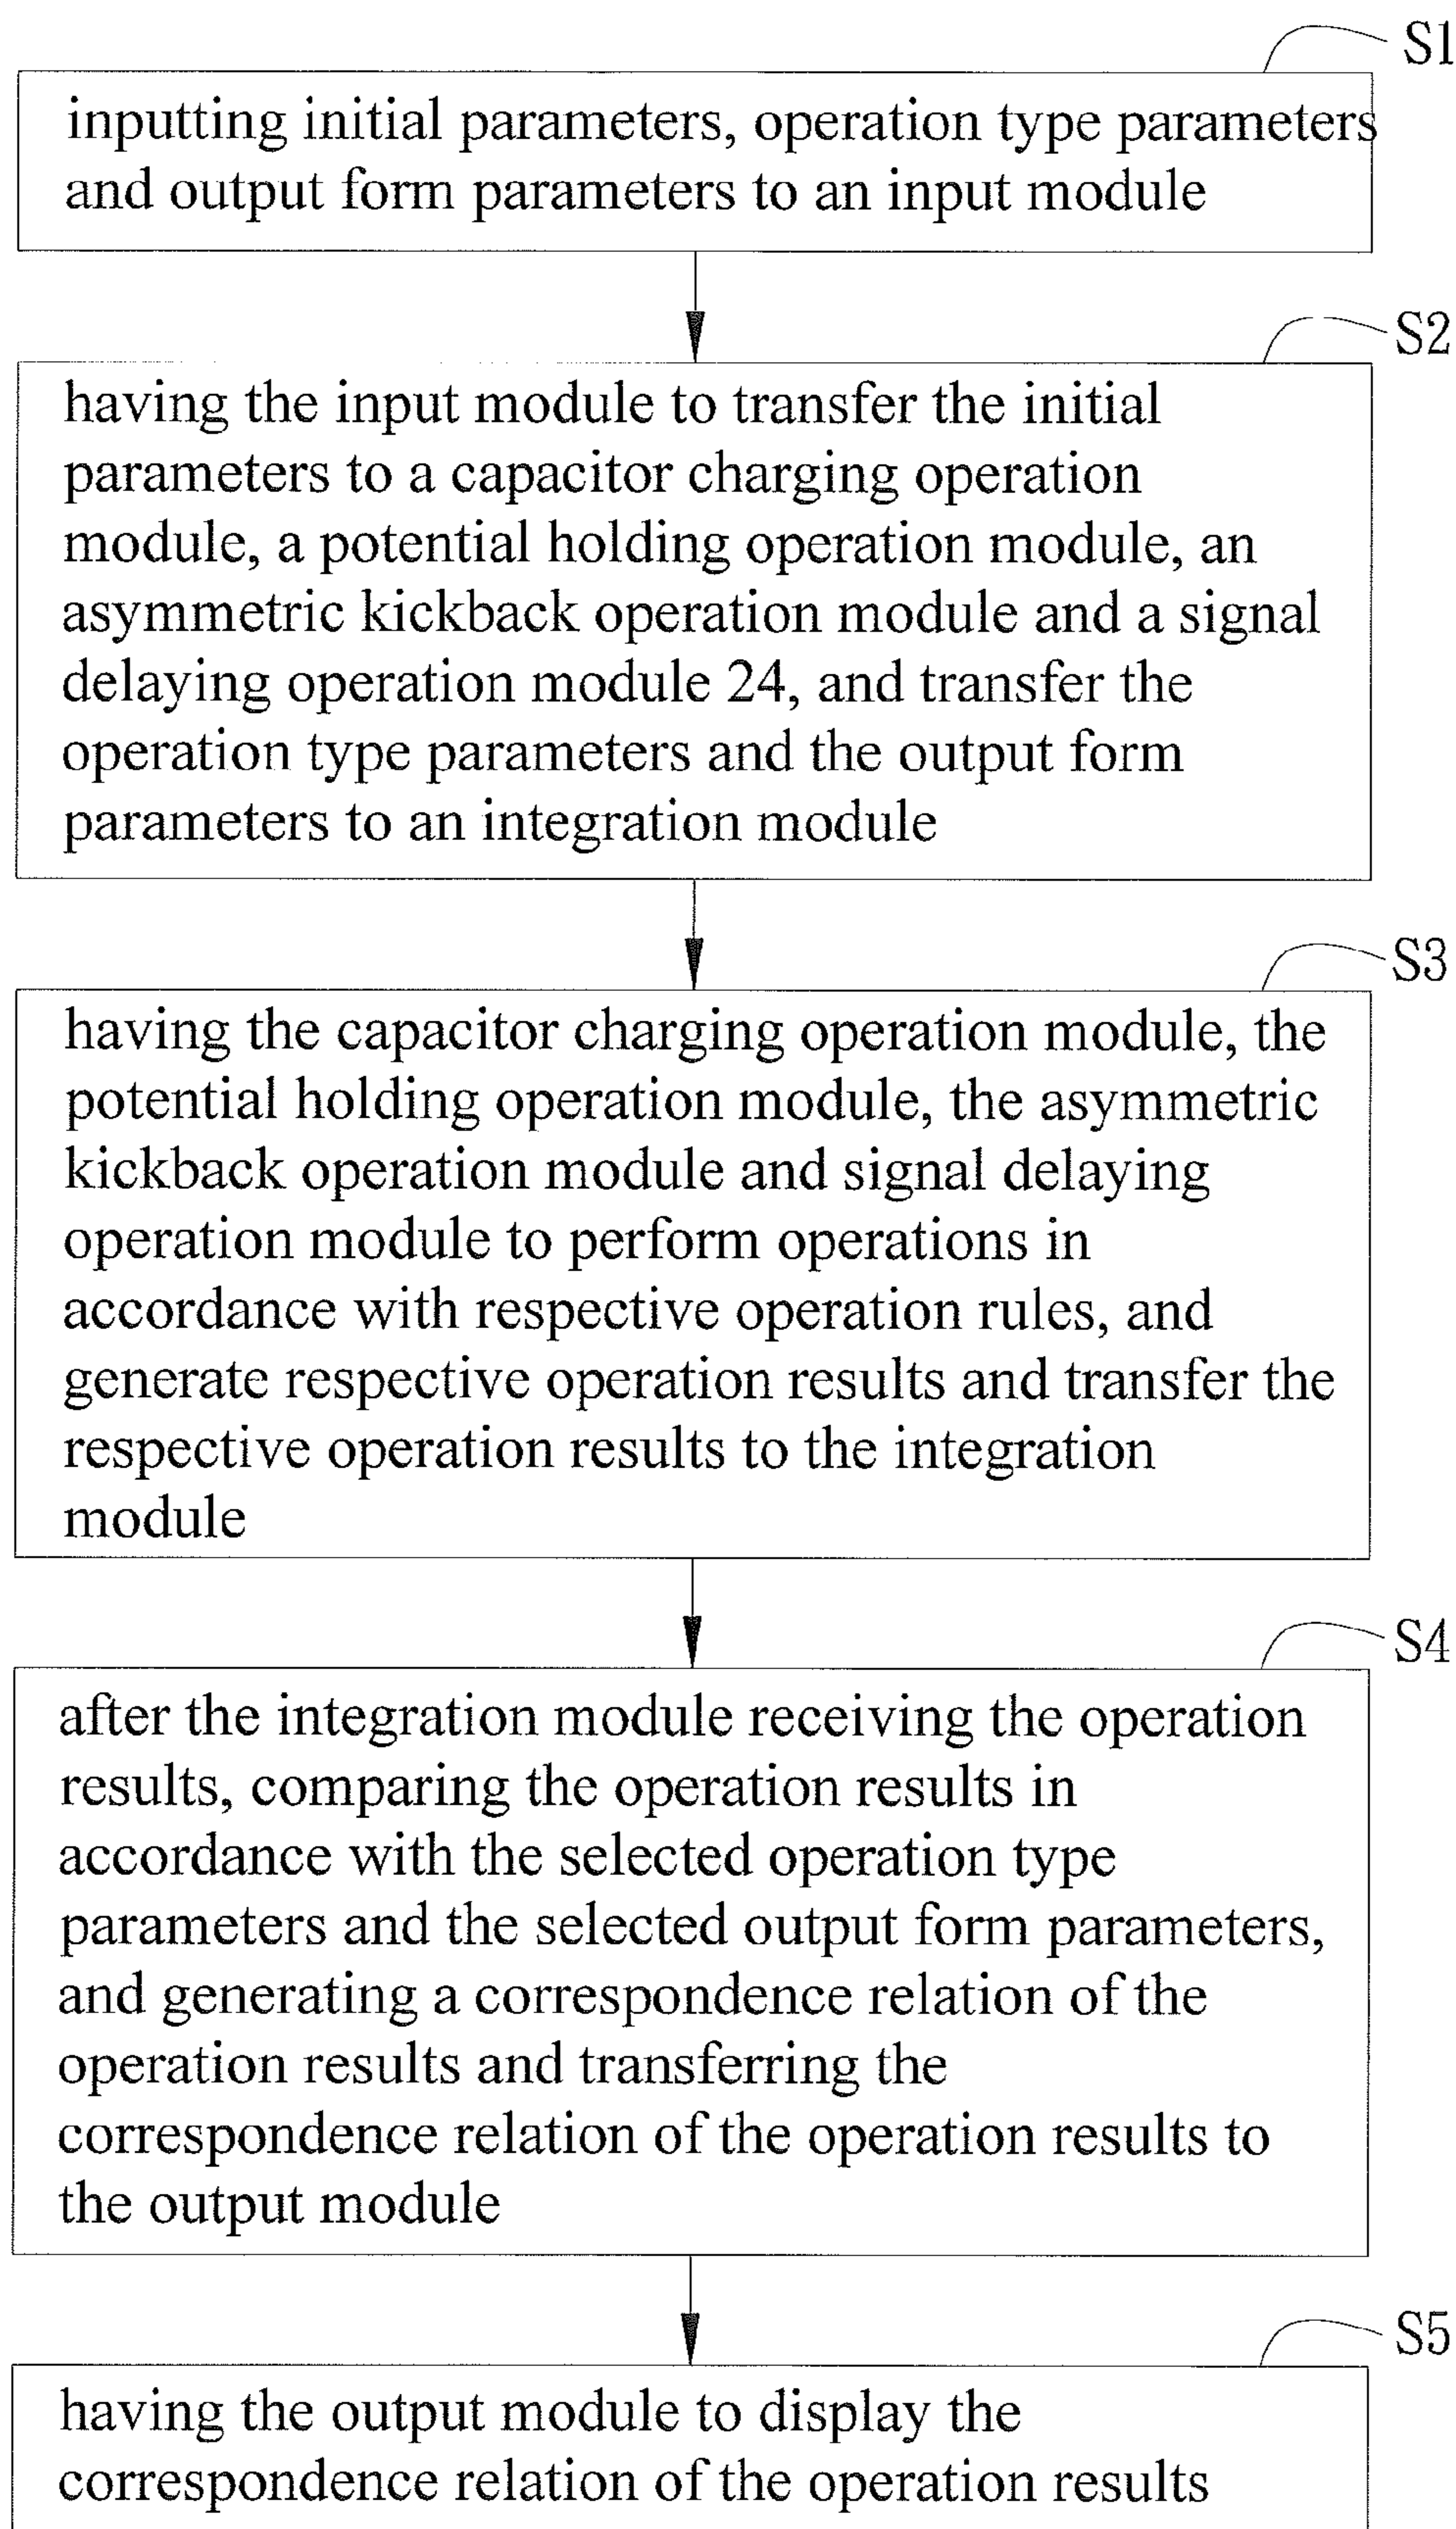 S1
inputting initial parameters, operation type parameters
and output form parameters to an input module
S2
having the input module to transfer the initial
parameters to a capacitor charging operation
module, a potential holding operation module, an
asymmetric kickback operation module and a signal
delaying operation module 24, and transfer the
operation type parameters and the output form
parameters to an integration module
S3
having the capacitor charging operation module, the
potential holding operation module, the asymmetric
kickback operation module and signal delaying
operation module to perform operations in
accordance with respective operation rules, and
generate respective operation results and transfer the
respective operation results to the integration
module
S4
after the integration module receiving the operation
results, comparing the operation results in
accordance with the selected operation type
parameters and the selected output form parameters,
and generating a correspondence relation of the
operation results and transferring the
correspondence relation of the operation results to
the output module
S5
having the output module to display the
correspondence relation of the operation results